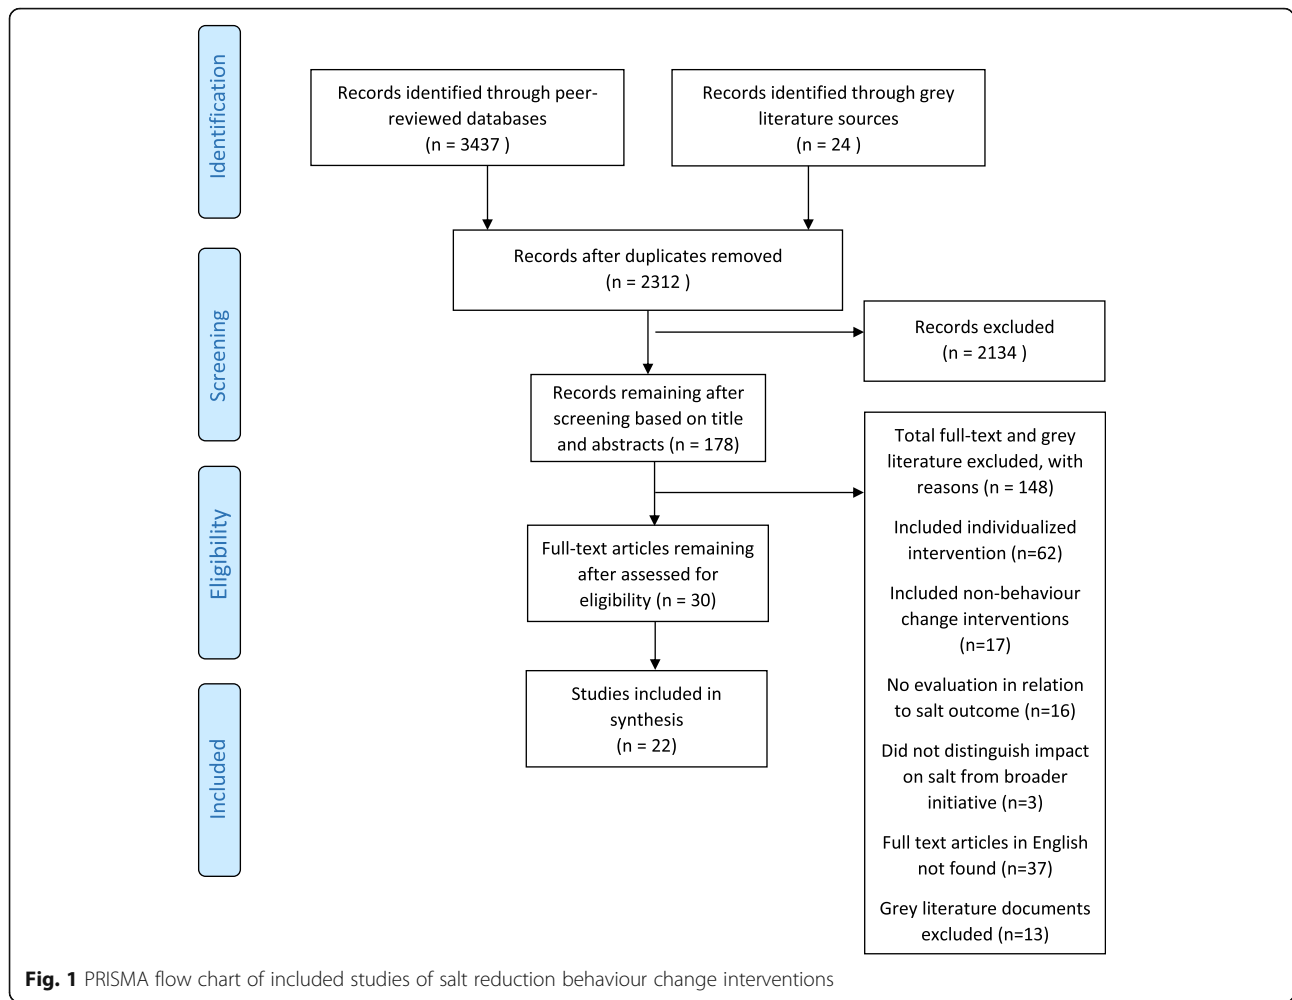 Identification
Records identified through peer-
reviewed databases
(n = 3437 )
Records identified through grey
literature sources
(n = 24 )
Screening
Records after duplicates removed
(n = 2312 )
Records excluded
(n = 2134 )
Records remaining after
screening based on title
and abstracts (n = 178)
Eligibility
Total full-text and grey
literature excluded, with
reasons (n = 148)
Included individualized
intervention (n=62)
Included non-behaviour
change interventions
(n=17)
No evaluation in relation
to salt outcome (n=16)
Did not distinguish impact
on salt from broader
initiative (n=3)
Full text articles in English
not found (n=37)
Grey literature documents
excluded (n=13)
Full-text articles remaining
after assessed for
eligibility (n = 30)
Included
Studies included in
synthesis
(n = 22)
Fig. 1 PRISMA flow chart of included studies of salt reduction behaviour change interventions